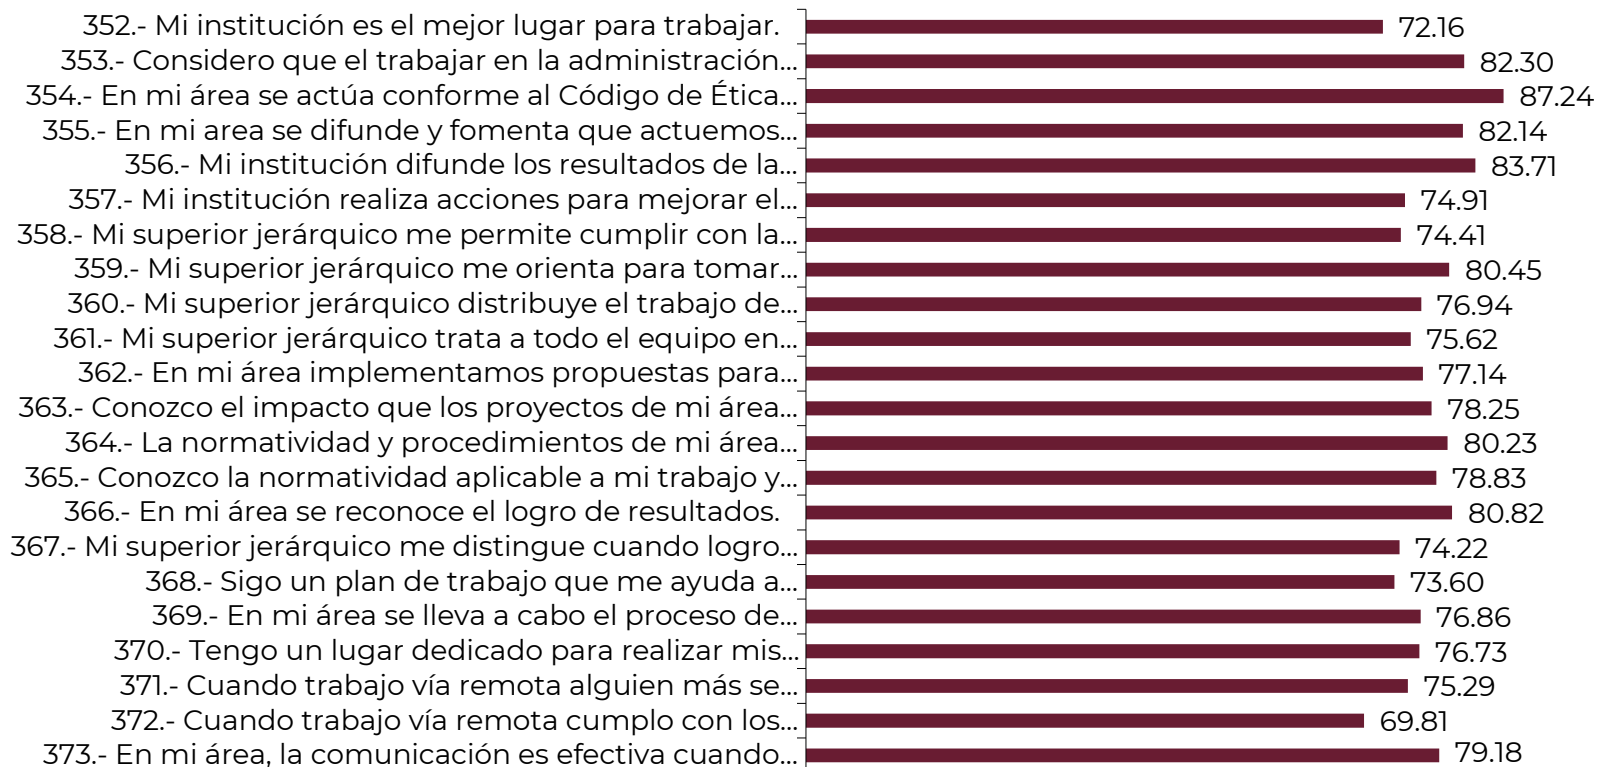 352.- Mi institución es el mejor lugar para trabajar. 72.16
353.- Considero que el trabajar en la administración... 82.30
354.- En mi área se actúa conforme al Código de Ética... 87.24
355.- En mi area se difunde y fomenta que actuemos... 82.14
356.- Mi institución difunde los resultados de la... 83.71
357.- Mi institución realiza acciones para mejorar el... 74.91
358.- Mi superior jerárquico me permite cumplir con la... 74.41
359.- Mi superior jerárquico me orienta para tomar... 80.45
360.- Mi superior jerárquico distribuye el trabajo de... 76.94
361.- Mi superior jerárquico trata a todo el equipo en... 75.62
362.- En mi área implementamos propuestas para... 77.14
363.- Conozco el impacto que los proyectos de mi área... 78.25
364.- La normatividad y procedimientos de mi área... 80.23
365.- Conozco la normatividad aplicable a mi trabajo y... 78.83
366.- En mi área se reconoce el logro de resultados. 80.82
367.- Mi superior jerárquico me distingue cuando logro... 74.22
368.- Sigo un plan de trabajo que me ayuda a... 73.60
369.- En mi área se lleva a cabo el proceso de... 76.86
370.- Tengo un lugar dedicado para realizar mis... 76.73
371.- Cuando trabajo vía remota alguien más se... 75.29
372.- Cuando trabajo vía remota cumplo con los... 69.81
373.- En mi área, la comunicación es efectiva cuando... 79.18